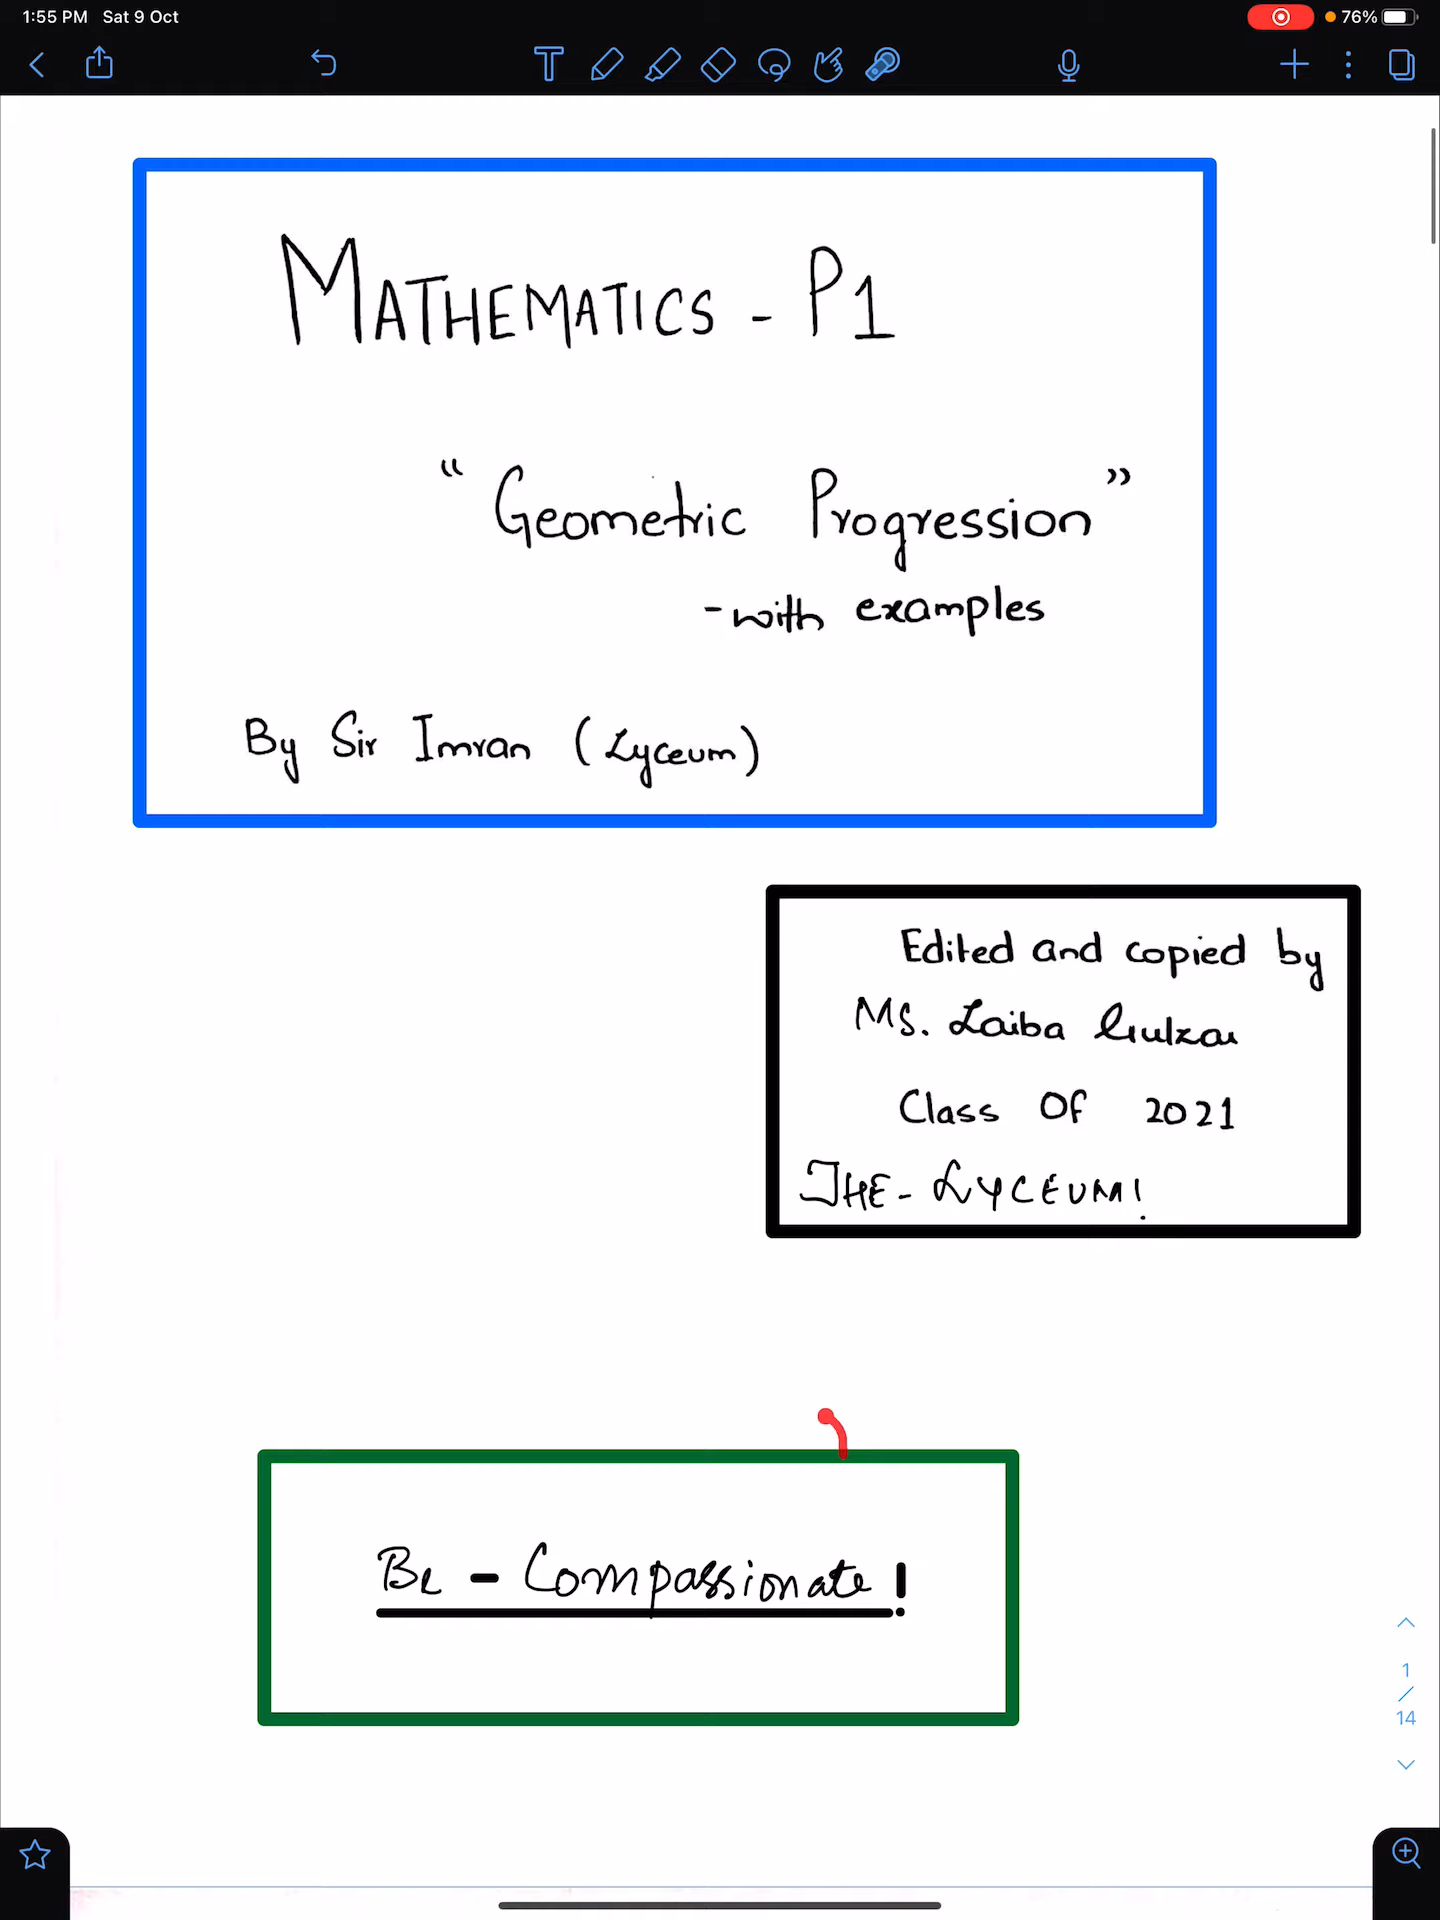 1:55 PM Sat 9 Oct
76%
MATHEMATICS - P1
“ Geometric Progression ”
- with examples
By Sir Imran (Lyceum)
Edited and copied by
MS. Laiba Gulzar
Class Of 2021
THE - LYCEUM!
Be - Compassionate!
1
/
14